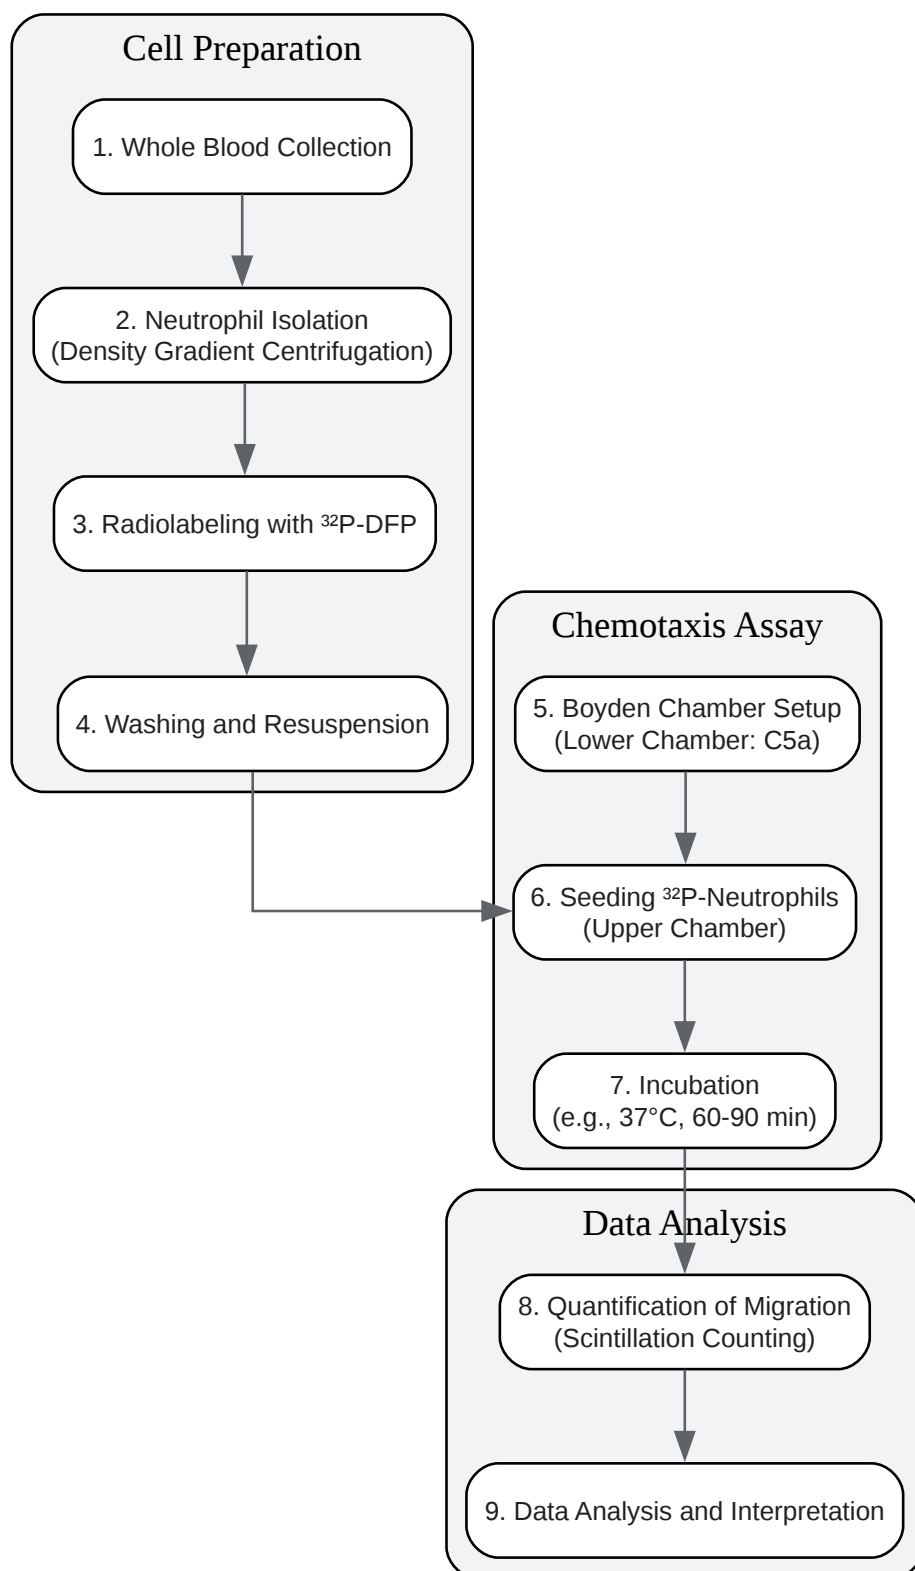 Cell Preparation
1. Whole Blood Collection
2. Neutrophil Isolation
(Density Gradient Centrifugation)
3. Radiolabeling with ³²P-DFP
4. Washing and Resuspension
Chemotaxis Assay
5. Boyden Chamber Setup
(Lower Chamber: C5a)
6. Seeding ³²P-Neutrophils
(Upper Chamber)
7. Incubation
(e.g., 37°C, 60-90 min)
Data Analysis
8. Quantification of Migration
(Scintillation Counting)
9. Data Analysis and Interpretation